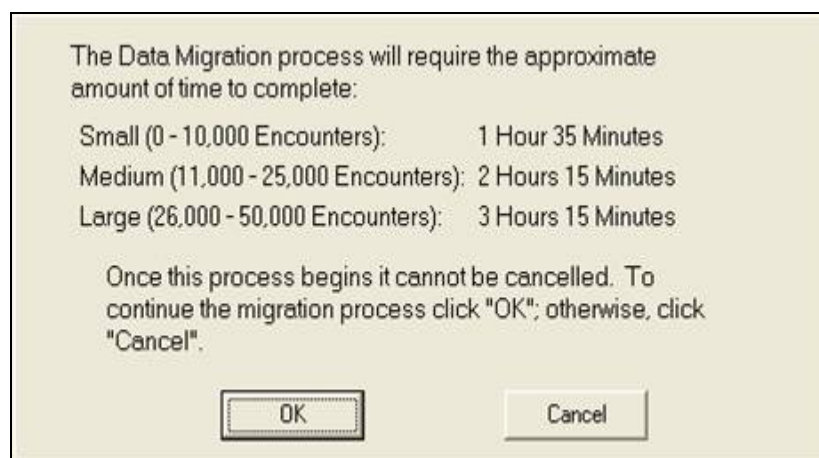 The Data Migration process will require the approximate
amount of time to complete:
Small (0 - 10,000 Encounters): 1 Hour 35 Minutes
Medium (11,000 - 25,000 Encounters): 2 Hours 15 Minutes
Large (26,000 - 50,000 Encounters): 3 Hours 15 Minutes
Once this process begins it cannot be cancelled. To
continue the migration process click "OK"; otherwise, click
"Cancel".
OK Cancel